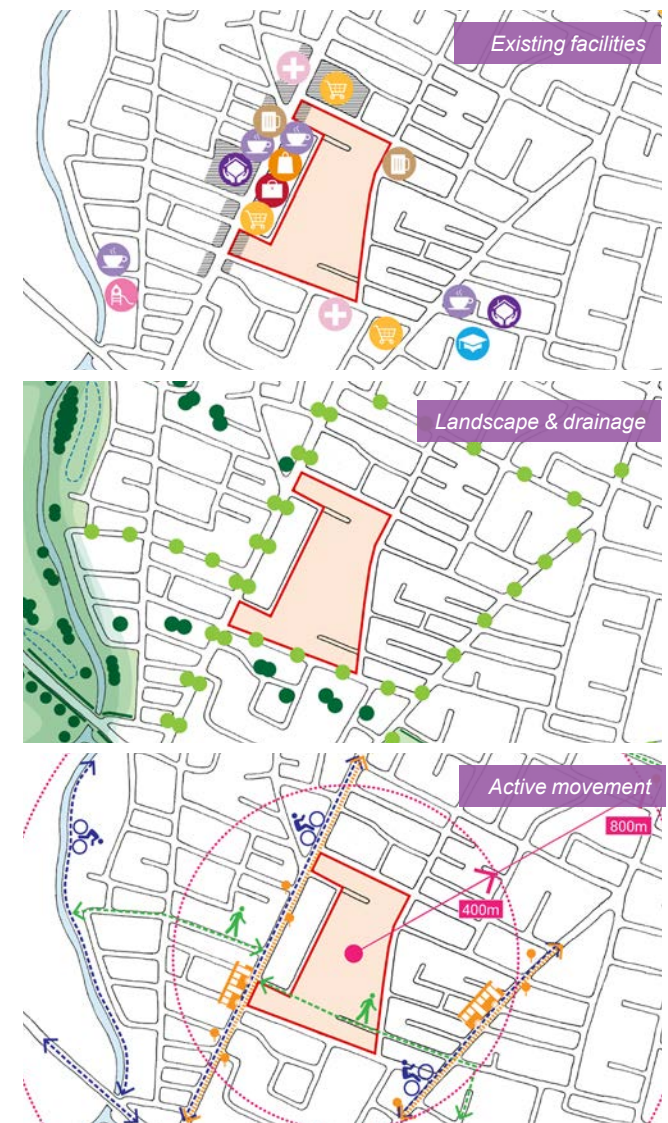 Existing facilities
Landscape & drainage
Active movement
800m
400m